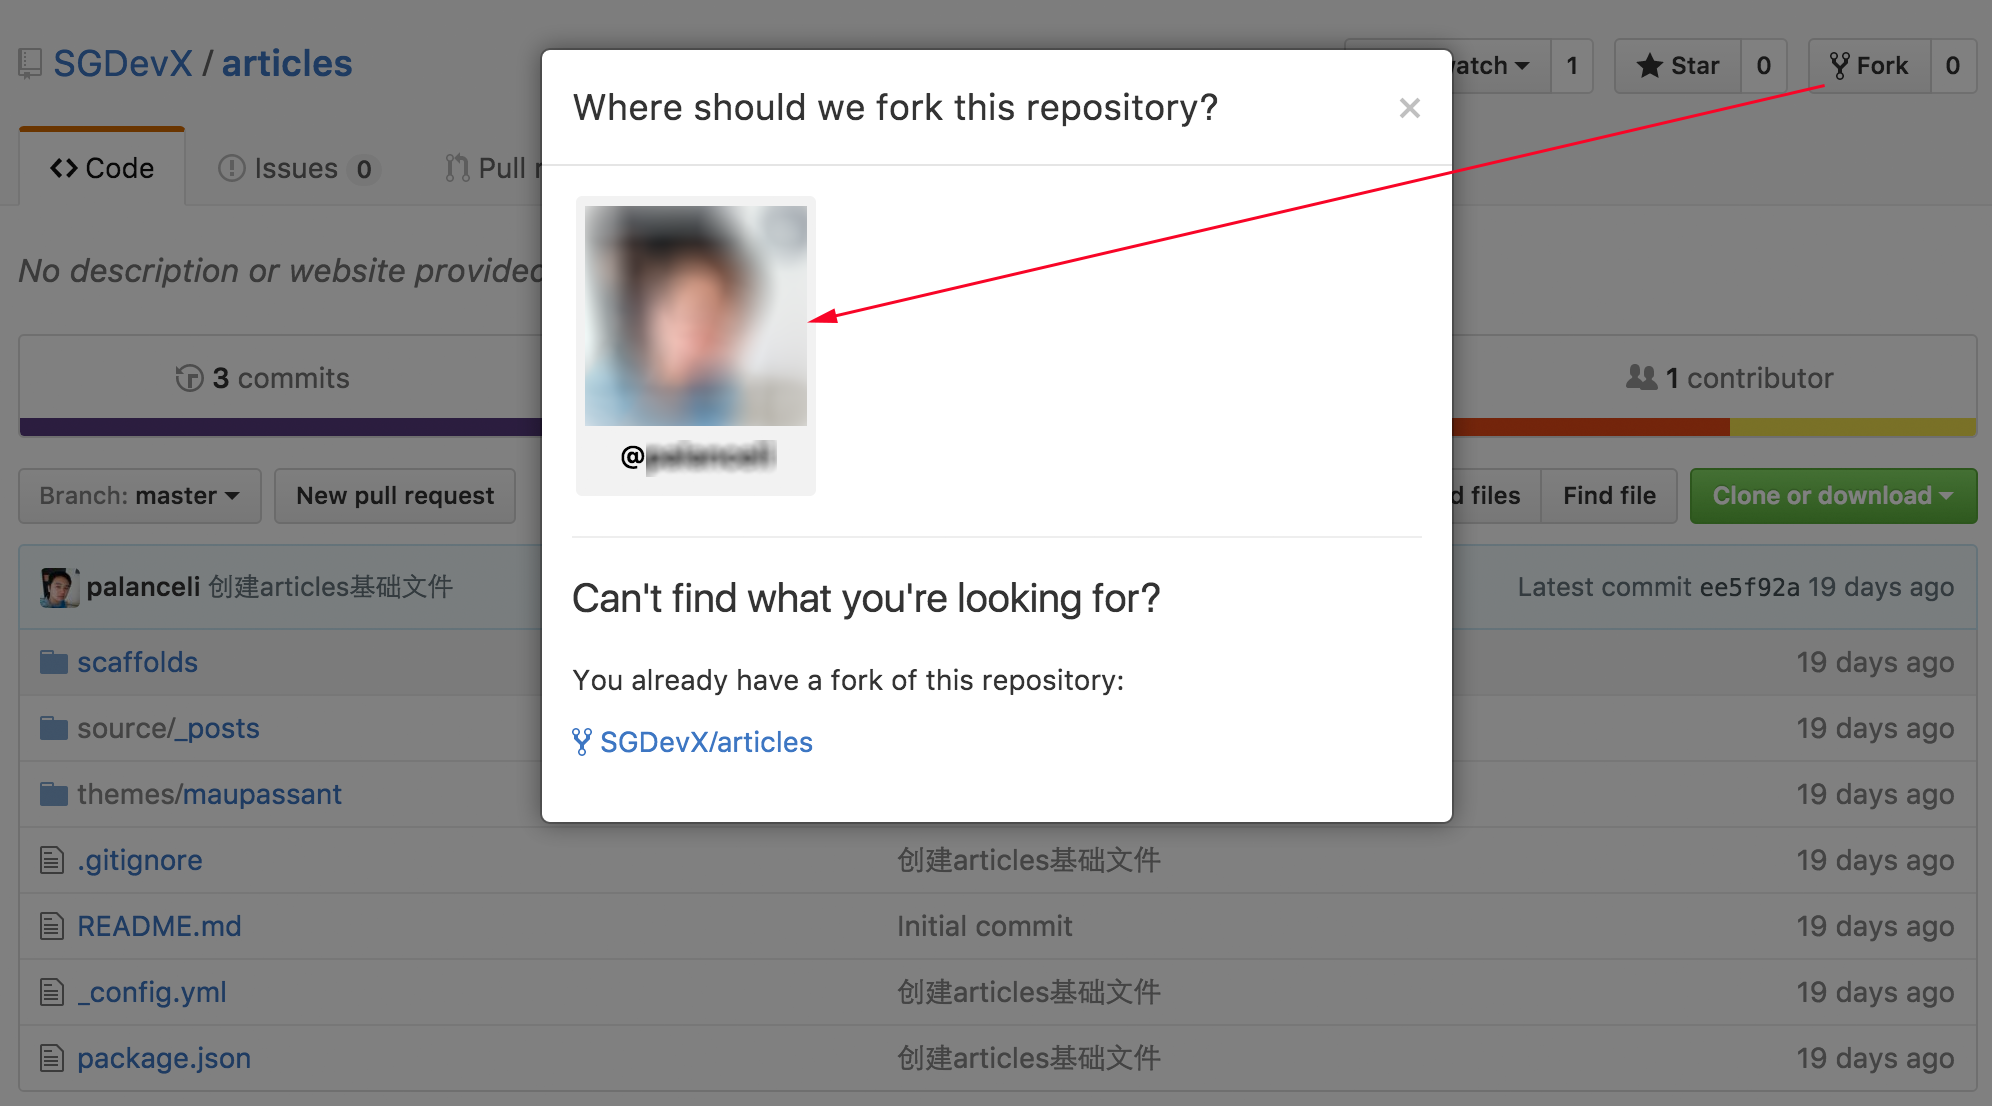 SGDevX / articles
atch 1
Star 0
Fork 0
Code
Issues 0
Pull
No description or website provided
3 commits
1 contributor
Branch: master
New pull request
files
Find file
Clone or download
palanceli 创建articles基础文件
Latest commit ee5f92a 19 days ago
scaffolds
19 days ago
source/_posts
19 days ago
themes/maupassant
19 days ago
.gitignore
创建articles基础文件
19 days ago
README.md
Initial commit
19 days ago
_config.yml
创建articles基础文件
19 days ago
package.json
创建articles基础文件
19 days ago
Where should we fork this repository?
@
Can't find what you're looking for?
You already have a fork of this repository:
SGDevX/articles